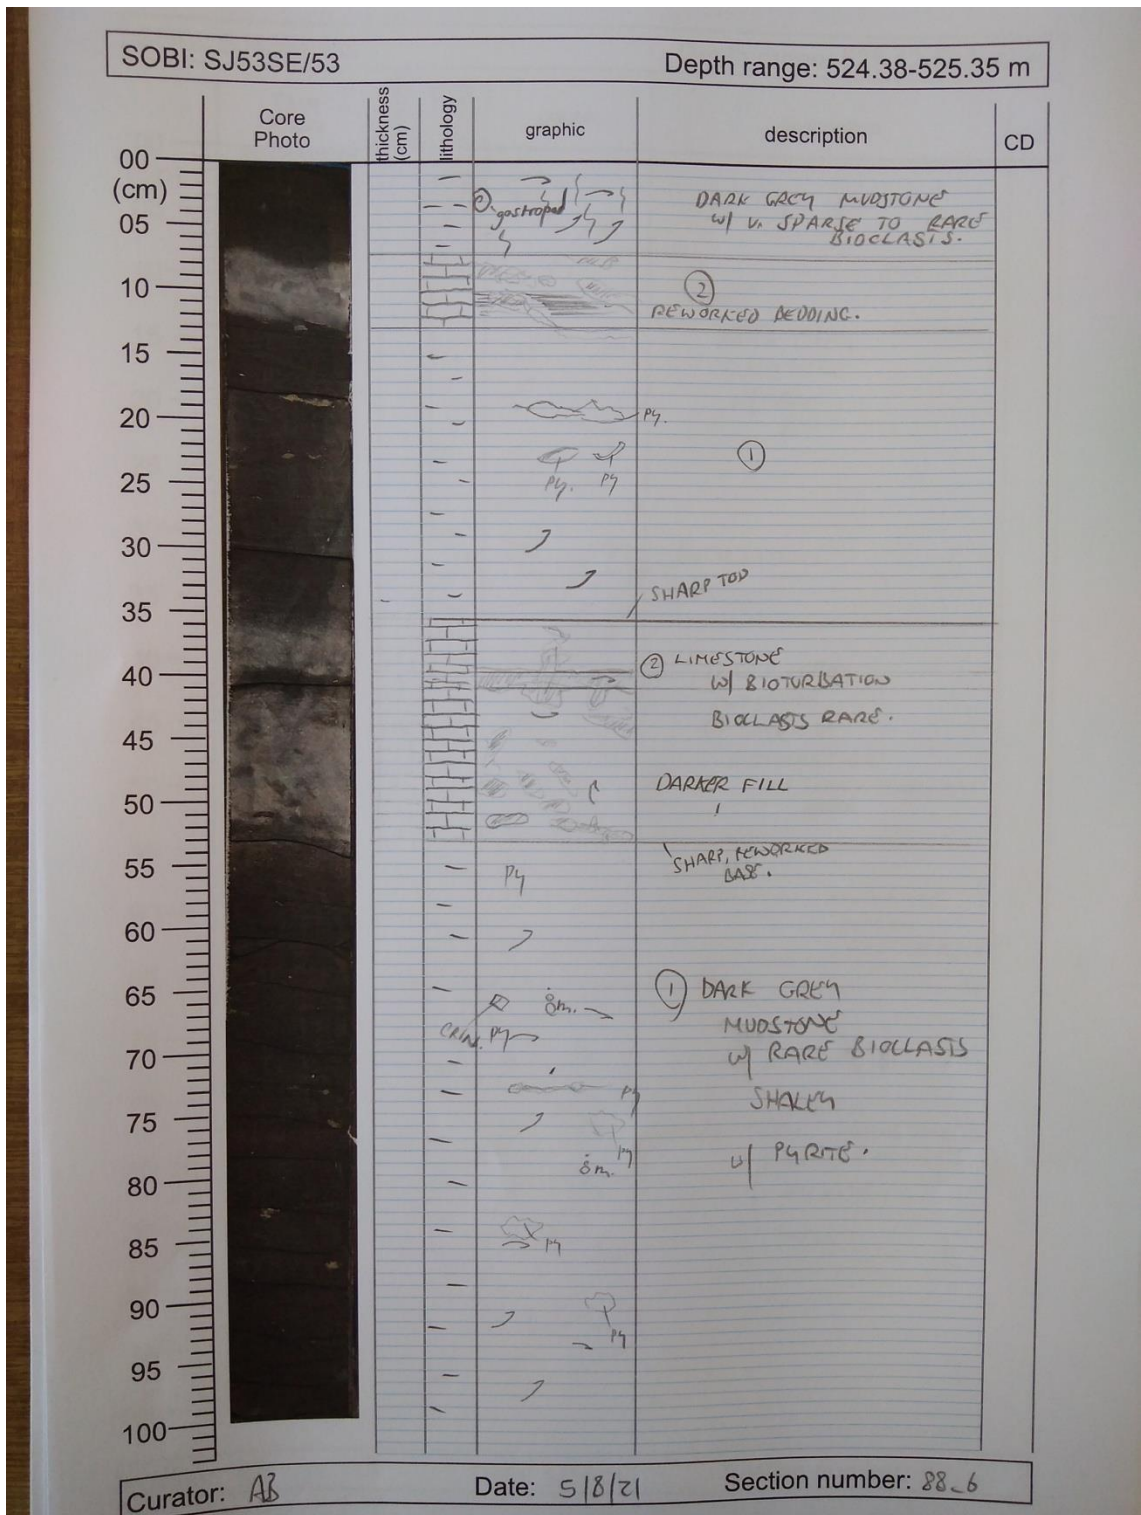 SOBI: SJ53SE/53
Depth range: 524.38-525.35 m
Core
Photo
thickness
(cm)
lithology
graphic
description
CD
00
(cm)
05
10
15
20
25
30
35
40
45
50
55
60
65
70
75
80
85
90
95
100
① gastropod
DARK GREY MUDSTONE
w/ V. SPARSE TO RARE
BIOCLASTS.
②
REWORKED BEDDING.
Py.
Py. Py
①
SHARP TOP
② LIMESTONE
W/ BIOTURBATION
BIOCLASTS RARE.
DARKER FILL
SHARP, REWORKED
BASE.
Py
① DARK GREY
MUDSTONE
w/ RARE BIOCLASTS
SHALEY
w/ PYRITE.
CRIN. Py
Py
Py
Py
Py
Curator: AB
Date: 5/8/21
Section number: 88_6